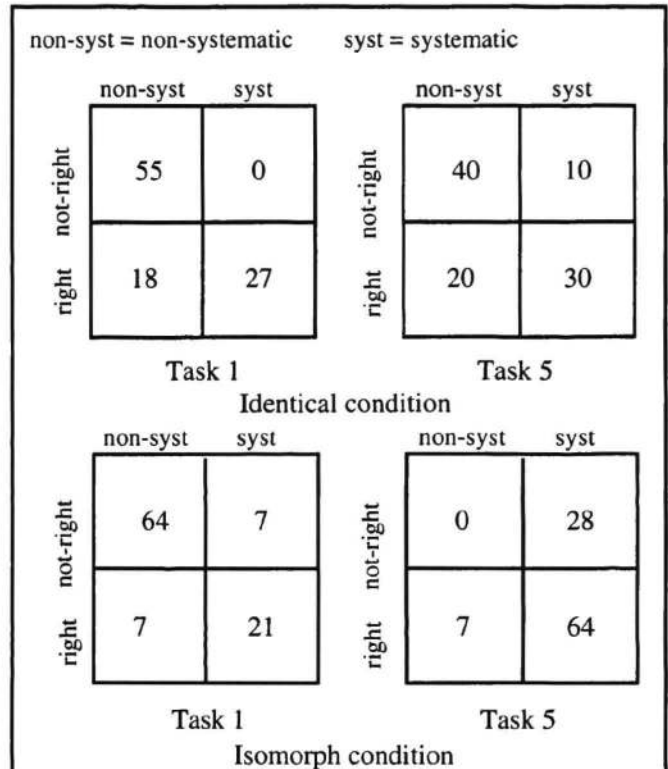 non-syst = non-systematic syst = systematic
non-syst syst non-syst syst
not-right 55 0 not-right 40 10
right 18 27 right 20 30
Task 1 Task 5
Identical condition
non-syst syst non-syst syst
not-right 64 7 not-right 0 28
right 7 21 right 7 64
Task 1 Task 5
Isomorph condition